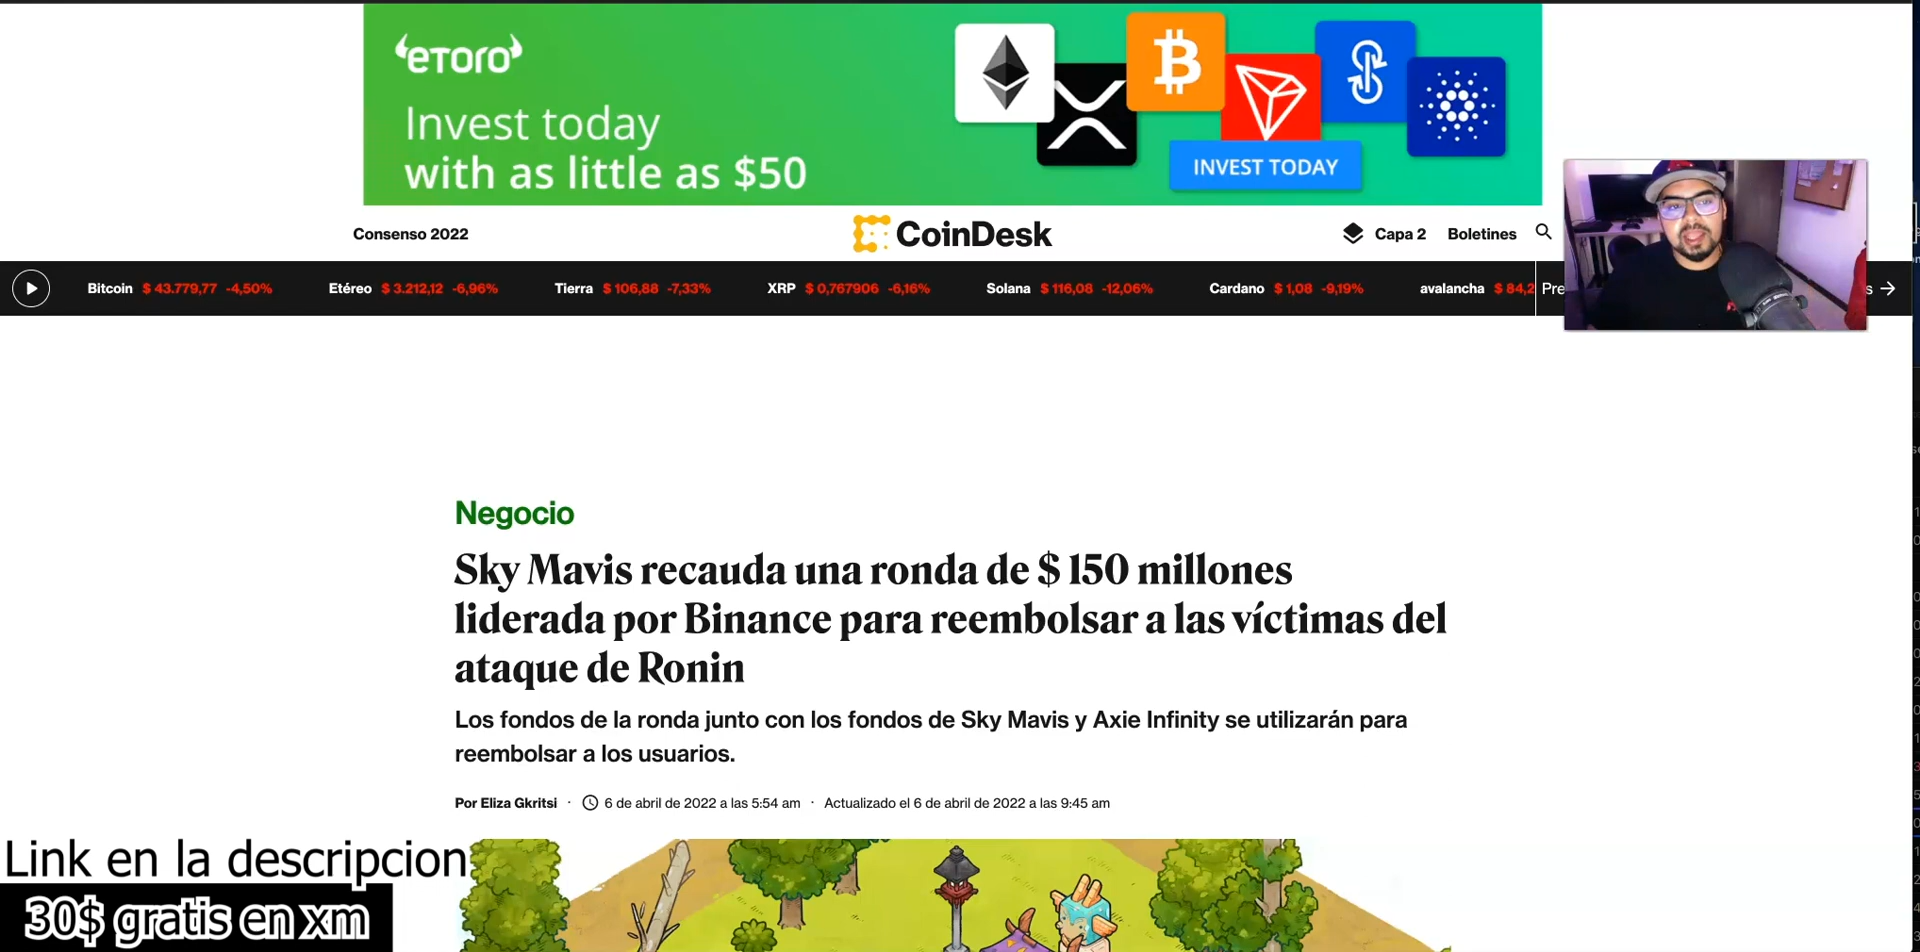 eToro
Invest today
with as little as $50
INVEST TODAY
Consenso 2022
CoinDesk
Capa 2
Boletines
Bitcoin $ 43.779,77 -4,50%
Etéreo $ 3.212,12 -6,96%
Tierra $ 106,88 -7,33%
XRP $ 0,767906 -6,16%
Solana $ 116,08 -12,06%
Cardano $ 1,08 -9,19%
avalancha $ 84,2
Pre
s
Negocio
Sky Mavis recauda una ronda de $ 150 millones
liderada por Binance para reembolsar a las víctimas del
ataque de Ronin
Los fondos de la ronda junto con los fondos de Sky Mavis y Axie Infinity se utilizarán para
reembolsar a los usuarios.
Por Eliza Gkritsi · 6 de abril de 2022 a las 5:54 am · Actualizado el 6 de abril de 2022 a las 9:45 am
Link en la descripcion
30$ gratis en xm